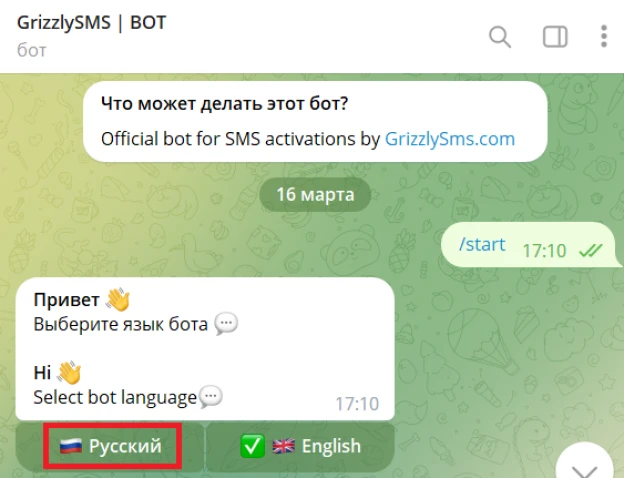 GrizzlySMS | BOT
бот
Что может делать этот бот?
Official bot for SMS activations by GrizzlySms.com
16 марта
/start 17:10
Привет 👋
Выберите язык бота 💬
Hi 👋
Select bot language💬
17:10
🇷🇺 Русский
✅ 🇬🇧 English